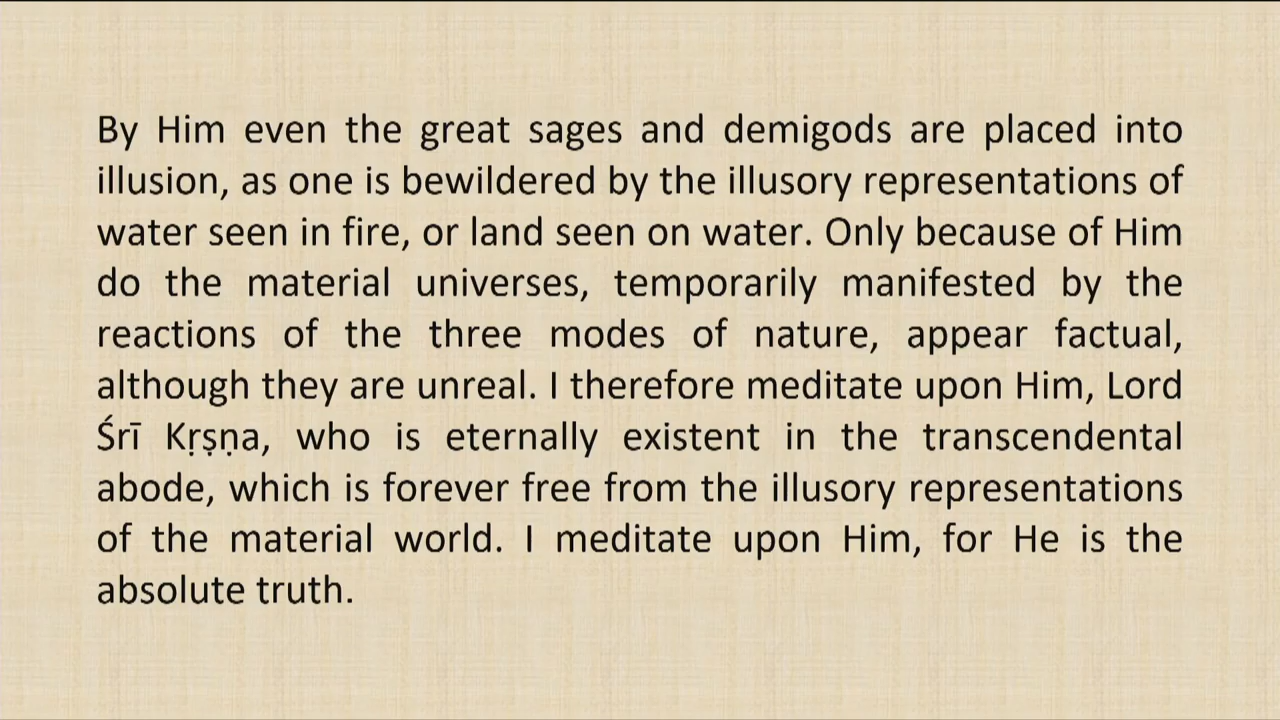 By Him even the great sages and demigods are placed into
illusion, as one is bewildered by the illusory representations of
water seen in fire, or land seen on water. Only because of Him
do the material universes, temporarily manifested by the
reactions of the three modes of nature, appear factual,
although they are unreal. I therefore meditate upon Him, Lord
Śrī Kṛṣṇa, who is eternally existent in the transcendental
abode, which is forever free from the illusory representations
of the material world. I meditate upon Him, for He is the
absolute truth.